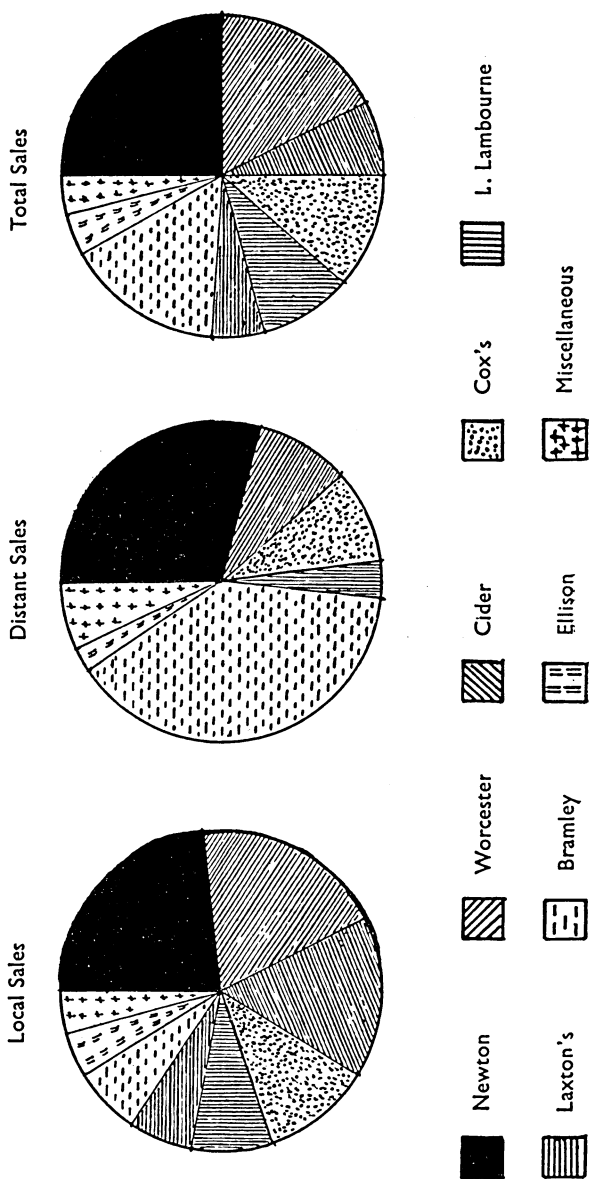 Local Sales
Distant Sales
Total Sales
Newton
Worcester
Cider
Cox's
L. Lambourne
Laxton's
Bramley
Ellison
Miscellaneous